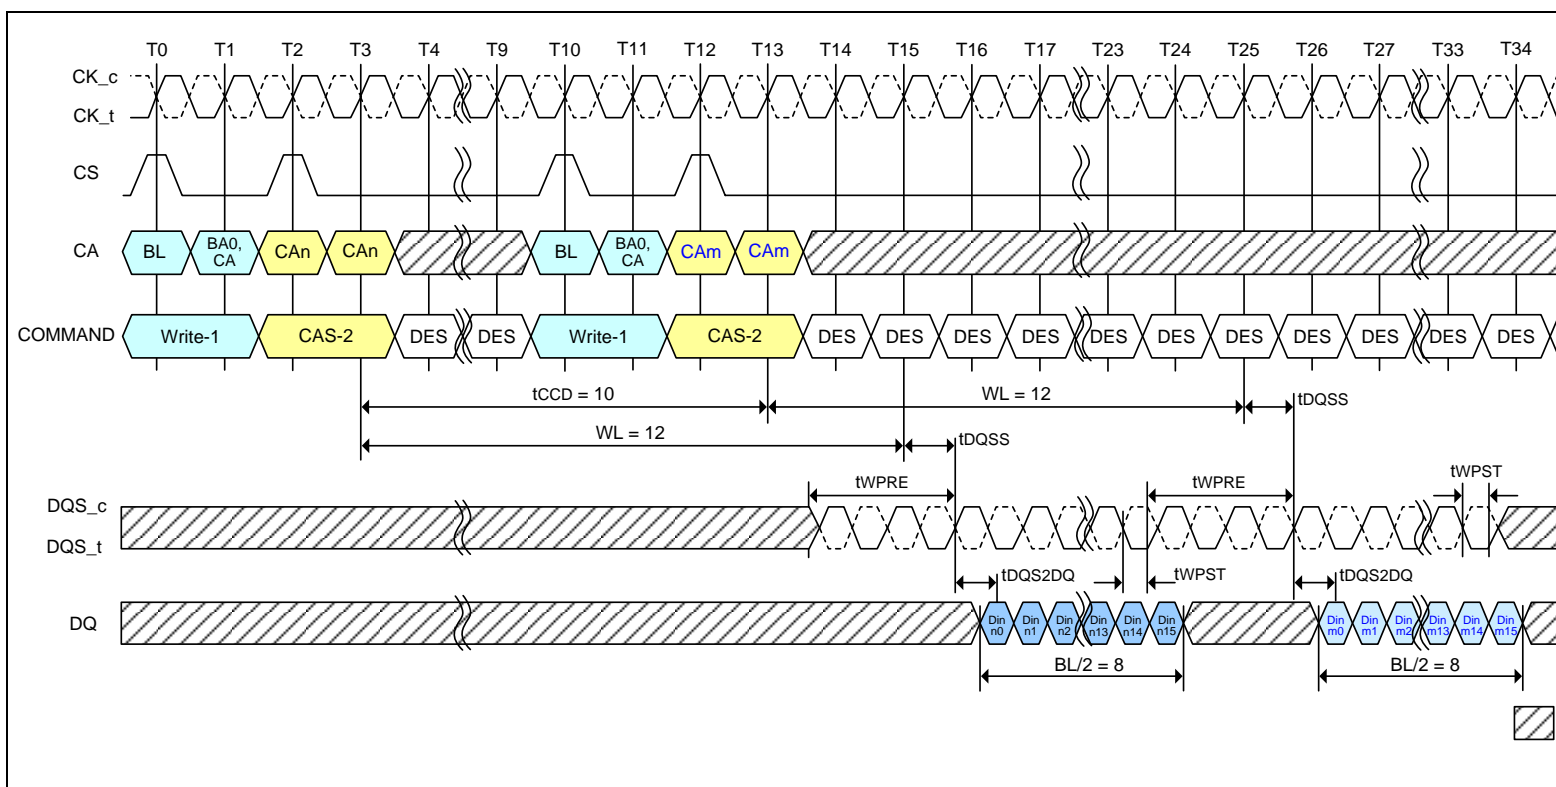 T0 T1 T2 T3 T4 T9 T10 T11 T12 T13 T14 T15 T16 T17 T23 T24 T25 T26 T27 T33 T34
CK_c
CK_t
CS
CA BL BA0, CA CAn CAn BL BA0, CA CAm CAm
COMMAND Write-1 CAS-2 DES DES Write-1 CAS-2 DES DES DES DES DES DES DES DES DES DES DES
tCCD = 10 WL = 12 tDQSS
WL = 12 tDQSS
tWPRE tWPRE tWPST
DQS_c
DQS_t
tDQS2DQ tWPST tDQS2DQ
DQ Din n0 Din n1 Din n2 Din n13 Din n14 Din n15 Din m0 Din m1 Din m2 Din m13 Din m14 Din m15
BL/2 = 8 BL/2 = 8